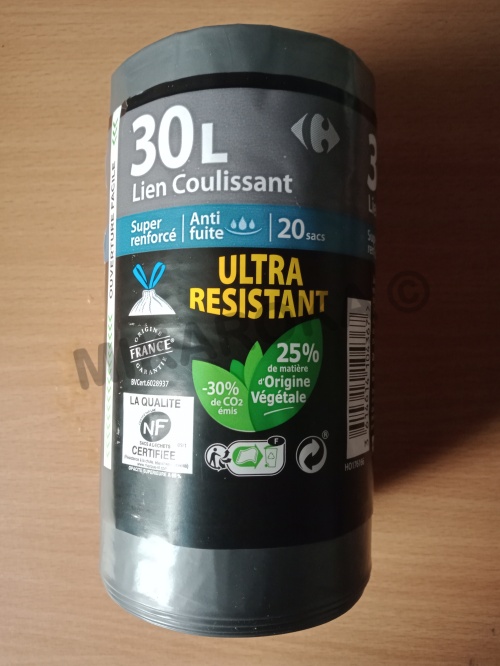 OUVERTURE FACILE
30L
Lien Coulissant
Super renforcé
Anti fuite
20 sacs
ULTRA
RESISTANT
ORIGINE
FRANCE
GARANTIE
BVCert.6028937
25%
de matière
d'Origine
Végétale
-30%
de CO2
émis
LA QUALITE
NF
CERTIFIEE
F
®
©